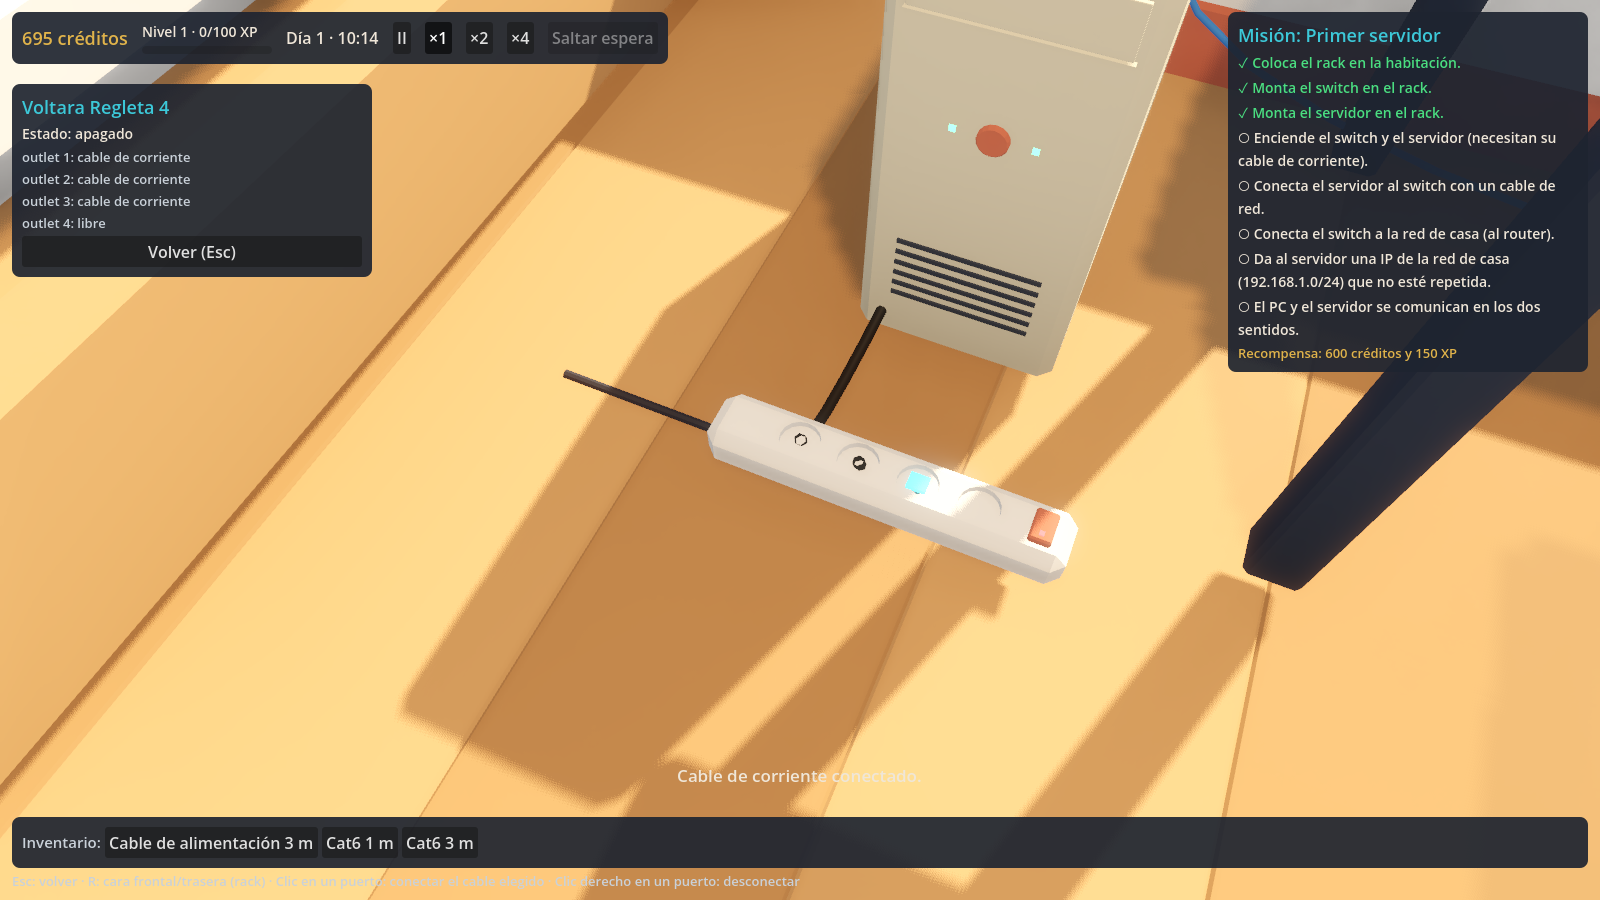 695 créditos
Nivel 1 · 0/100 XP
Día 1 · 10:14
II
×1
×2
×4
Saltar espera
Voltara Regleta 4
Estado: apagado
outlet 1: cable de corriente
outlet 2: cable de corriente
outlet 3: cable de corriente
outlet 4: libre
Volver (Esc)
Misión: Primer servidor
✓ Coloca el rack en la habitación.
✓ Monta el switch en el rack.
✓ Monta el servidor en el rack.
○ Enciende el switch y el servidor (necesitan su
cable de corriente).
○ Conecta el servidor al switch con un cable de
red.
○ Conecta el switch a la red de casa (al router).
○ Da al servidor una IP de la red de casa
(192.168.1.0/24) que no esté repetida.
○ El PC y el servidor se comunican en los dos
sentidos.
Recompensa: 600 créditos y 150 XP
Cable de corriente conectado.
Inventario: Cable de alimentación 3 m Cat6 1 m Cat6 3 m
Esc: volver · R: cara frontal/trasera (rack) · Clic en un puerto: conectar el cable elegido · Clic derecho en un puerto: desconectar